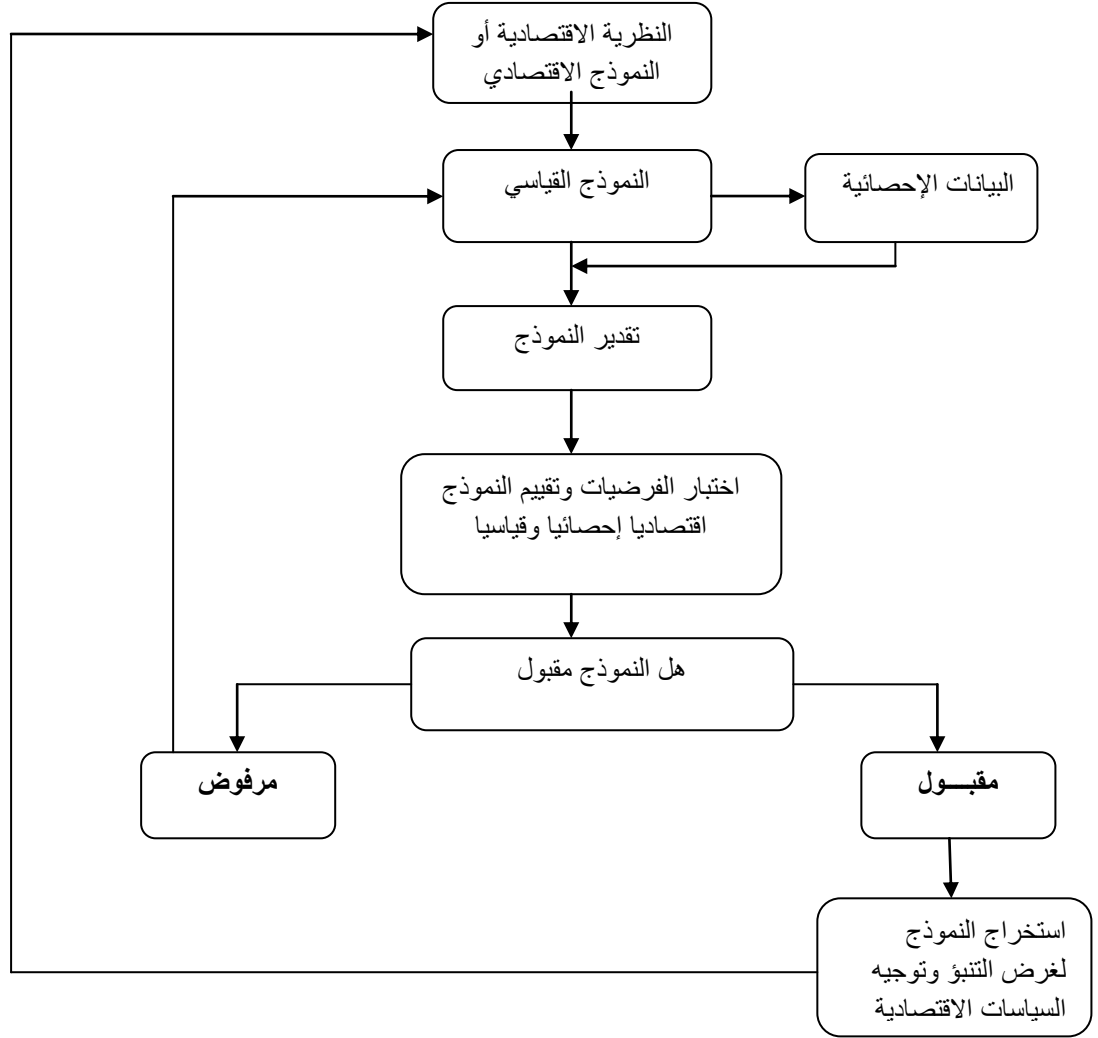 النظرية الاقتصادية أو
النموذج الاقتصادي
النموذج القياسي
البيانات الإحصائية
تقدير النموذج
اختبار الفرضيات وتقييم النموذج
اقتصاديا إحصائيا وقياسيا
هل النموذج مقبول
مقبـــول
مرفوض
استخراج النموذج
لغرض التنبؤ وتوجيه
السياسات الاقتصادية